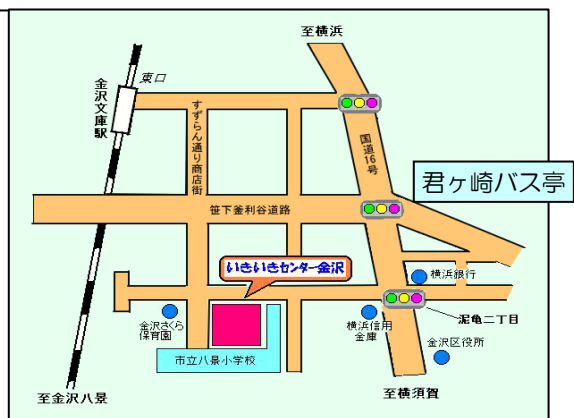 至横浜
東口
金沢文庫駅
すずらん通り商店街
国道16号
君ヶ崎バス亭
笹下釜利谷道路
いきいきセンター金沢
横浜銀行
金沢さくら
保育園
横浜信用
金庫
泥亀二丁目
金沢区役所
市立八景小学校
至金沢八景
至横須賀